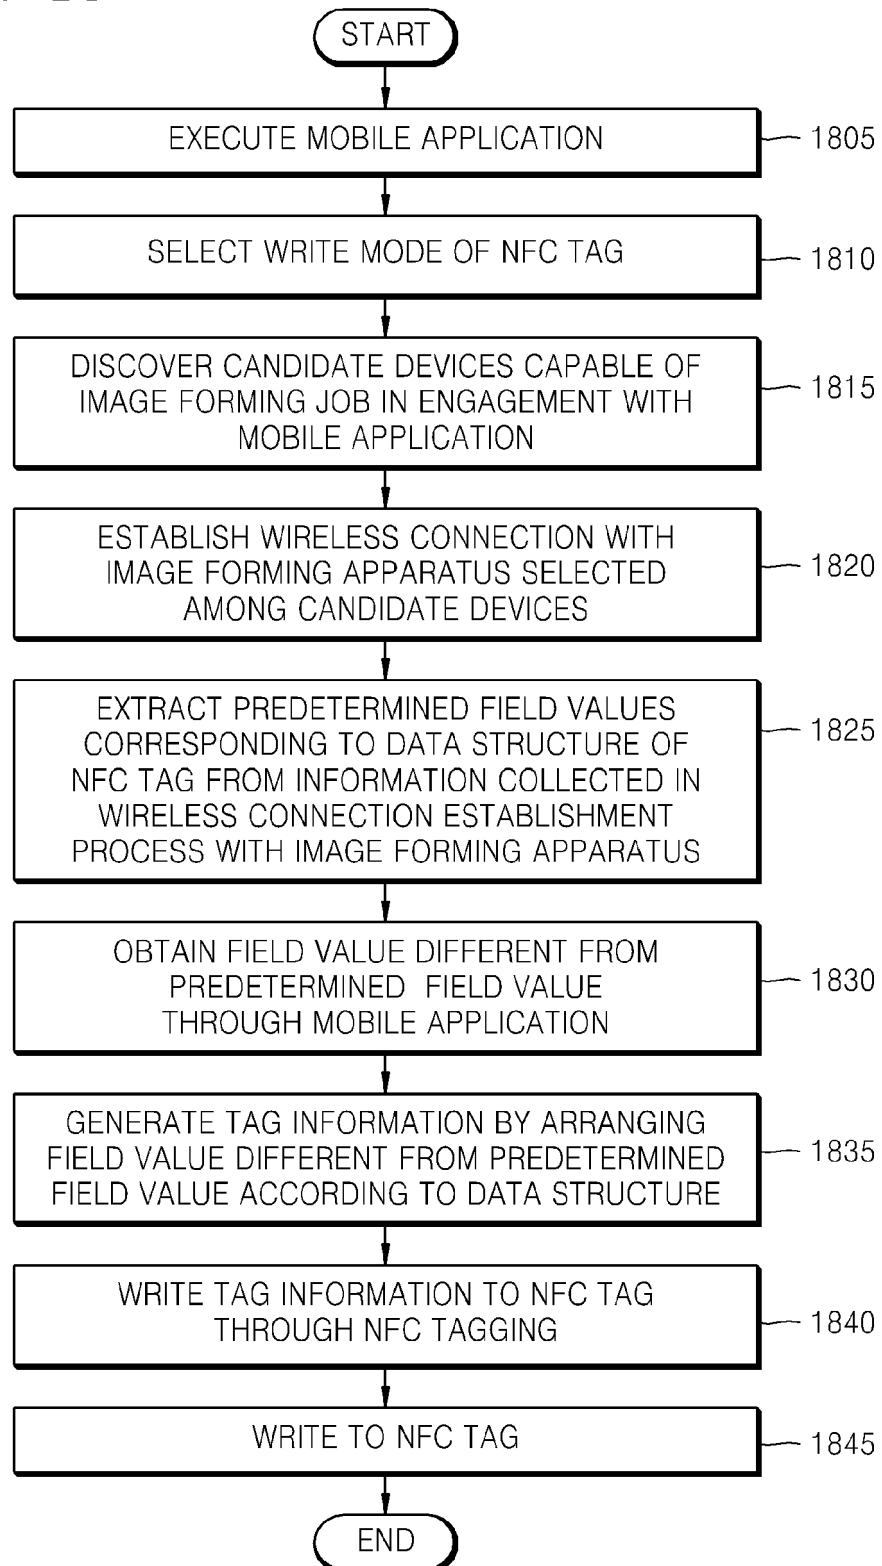 START
EXECUTE MOBILE APPLICATION
1805
SELECT WRITE MODE OF NFC TAG
1810
DISCOVER CANDIDATE DEVICES CAPABLE OF
IMAGE FORMING JOB IN ENGAGEMENT WITH
MOBILE APPLICATION
1815
ESTABLISH WIRELESS CONNECTION WITH
IMAGE FORMING APPARATUS SELECTED
AMONG CANDIDATE DEVICES
1820
EXTRACT PREDETERMINED FIELD VALUES
CORRESPONDING TO DATA STRUCTURE OF
NFC TAG FROM INFORMATION COLLECTED IN
WIRELESS CONNECTION ESTABLISHMENT
PROCESS WITH IMAGE FORMING APPARATUS
1825
OBTAIN FIELD VALUE DIFFERENT FROM
PREDETERMINED FIELD VALUE
THROUGH MOBILE APPLICATION
1830
GENERATE TAG INFORMATION BY ARRANGING
FIELD VALUE DIFFERENT FROM PREDETERMINED
FIELD VALUE ACCORDING TO DATA STRUCTURE
1835
WRITE TAG INFORMATION TO NFC TAG
THROUGH NFC TAGGING
1840
WRITE TO NFC TAG
1845
END